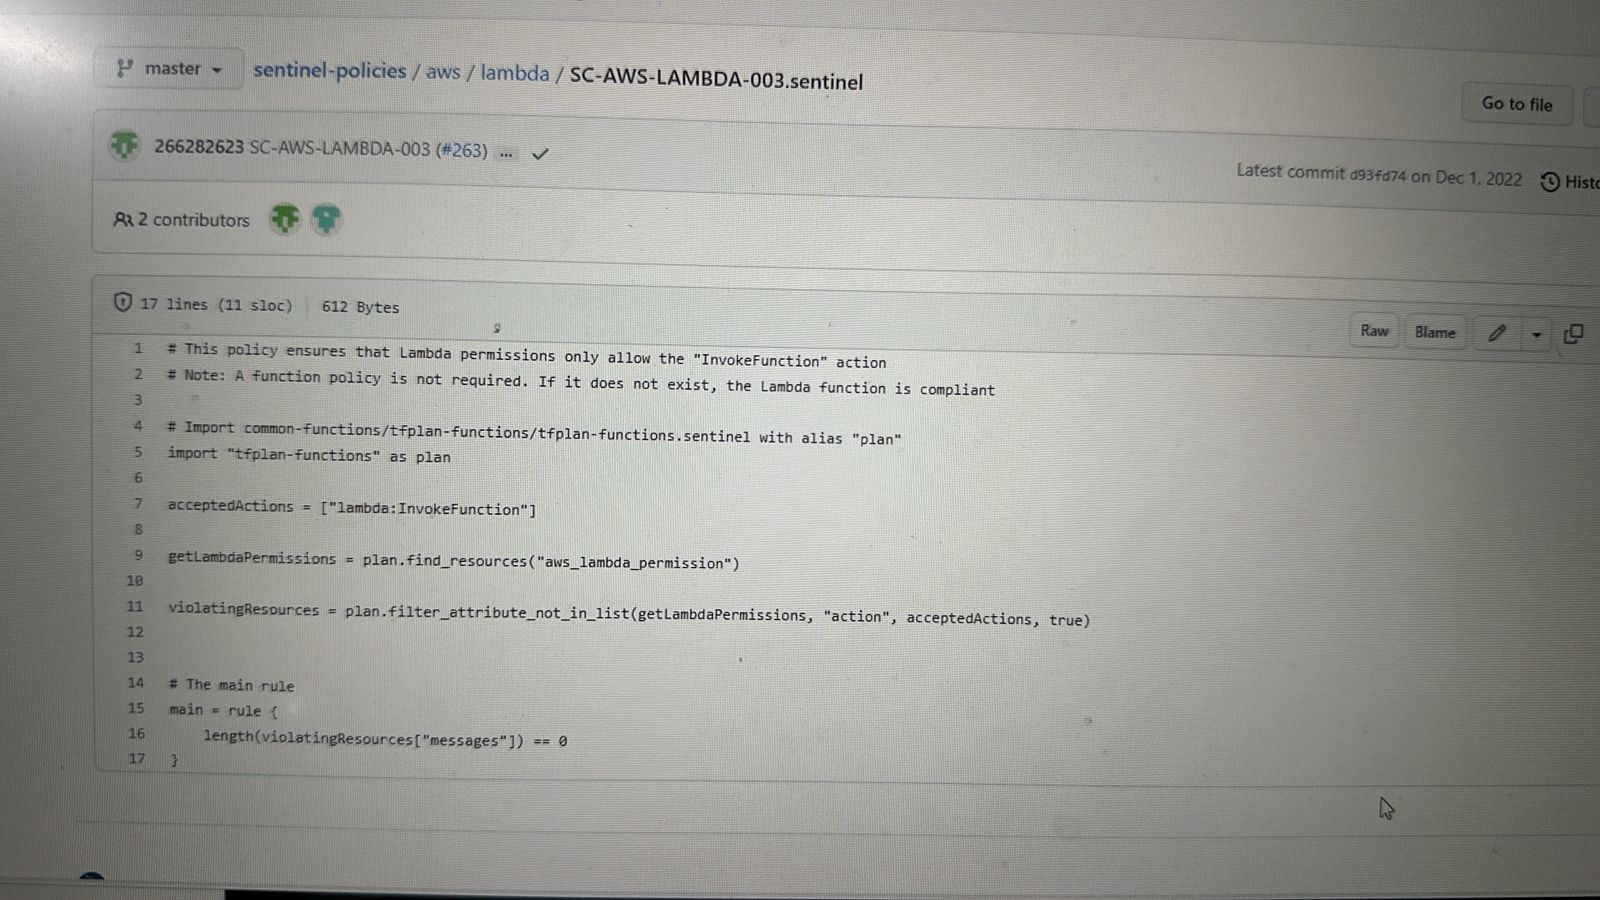 master
sentinel-policies / aws / lambda / SC-AWS-LAMBDA-003.sentinel
Go to file
266282623 SC-AWS-LAMBDA-003 (#263) ...
Latest commit d93fd74 on Dec 1, 2022
Histo
2 contributors
17 lines (11 sloc) 612 Bytes
Raw Blame
1 # This policy ensures that Lambda permissions only allow the "InvokeFunction" action
2 # Note: A function policy is not required. If it does not exist, the Lambda function is compliant
3
4 # Import common-functions/tfplan-functions/tfplan-functions.sentinel with alias "plan"
5 import "tfplan-functions" as plan
6
7 acceptedActions = ["lambda:InvokeFunction"]
8
9 getLambdaPermissions = plan.find_resources("aws_lambda_permission")
10
11 violatingResources = plan.filter_attribute_not_in_list(getLambdaPermissions, "action", acceptedActions, true)
12
13
14 # The main rule
15 main = rule {
16 length(violatingResources["messages"]) == 0
17 }